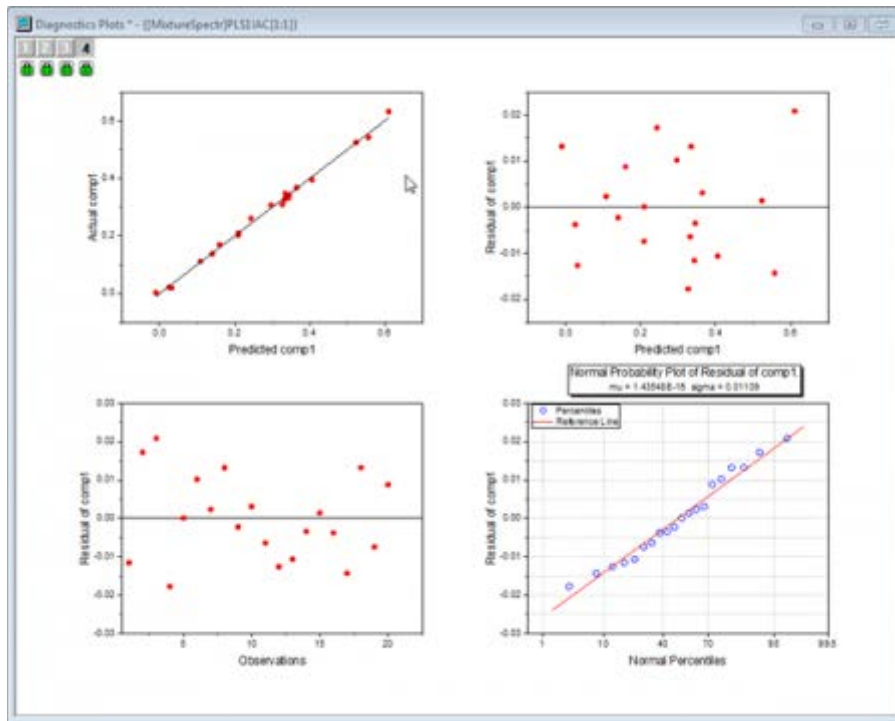 Diagnostics Plots * - ([MixtureSpectr]PLS1!AC[1:1])
1 2 3 4
0.6
0.4
0.2
0.0
Actual comp1
0.0 0.2 0.4 0.6
Predicted comp1
0.02
0.01
0.00
-0.01
-0.02
Residual of comp1
0.0 0.2 0.4 0.6
Predicted comp1
0.03
0.02
0.01
0.00
-0.01
-0.02
-0.03
Residual of comp1
5 10 15 20
Observations
Normal Probability Plot of Residual of comp1
Percentiles
Reference Line
0.03
0.02
0.01
0.00
-0.01
-0.02
-0.03
Residual of comp1
1 10 40 70 99.5
Normal Percentiles